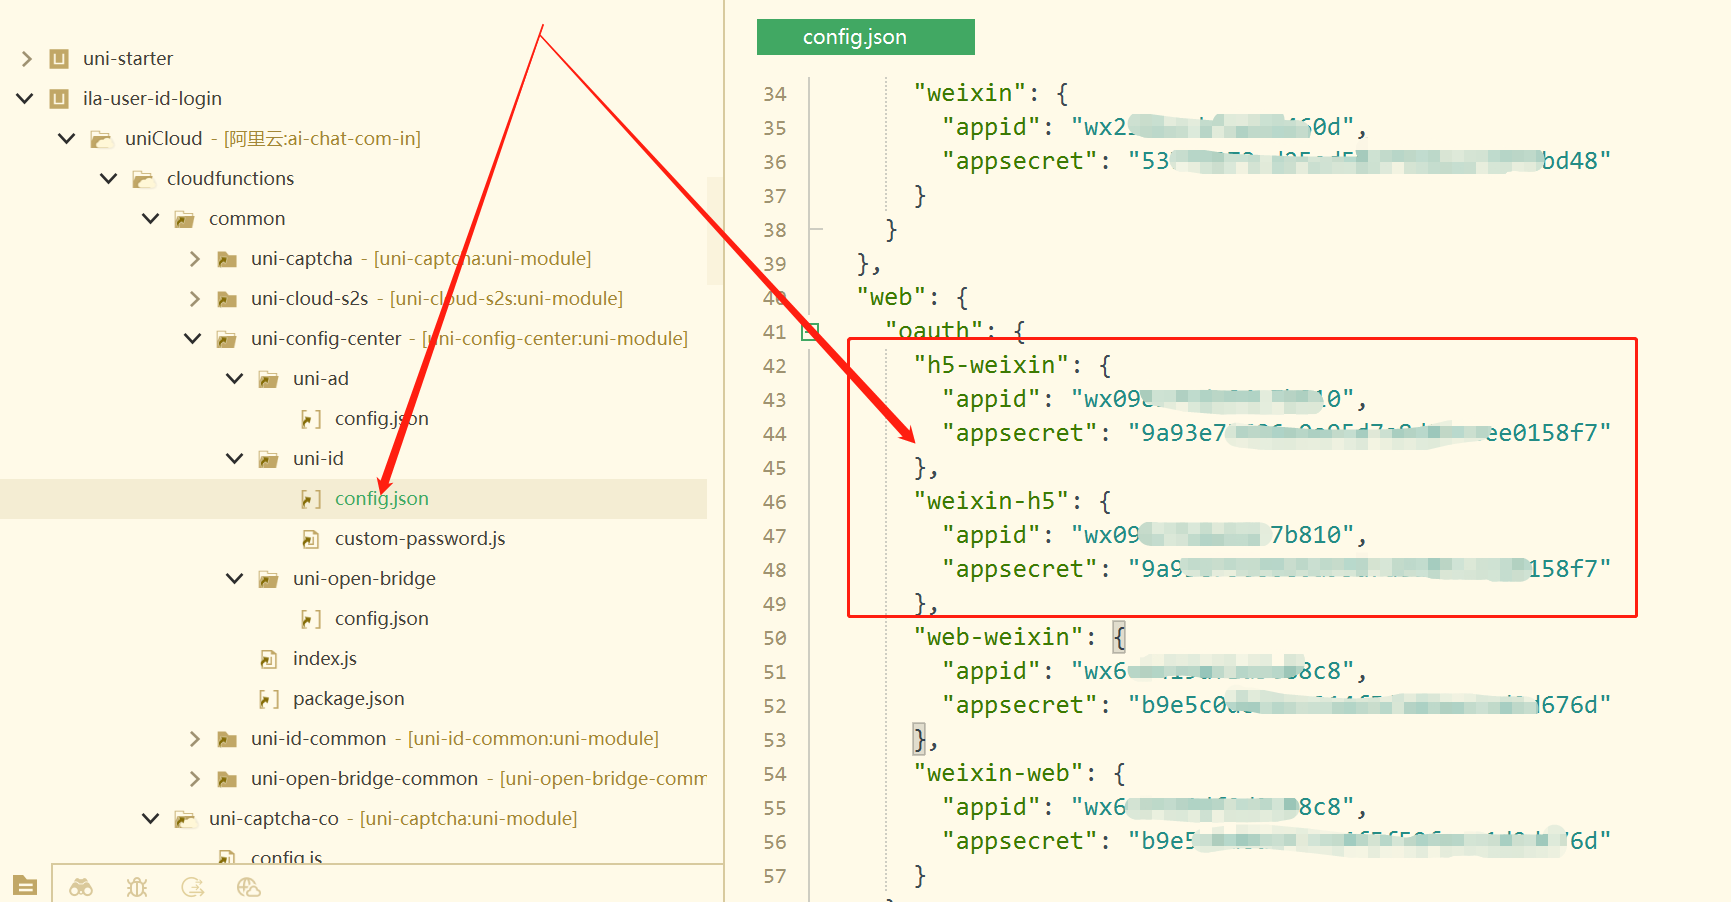 uni-starter
ila-user-id-login
uniCloud - [阿里云:ai-chat-com-in]
cloudfunctions
common
uni-captcha - [uni-captcha:uni-module]
uni-cloud-s2s - [uni-cloud-s2s:uni-module]
uni-config-center - [uni-config-center:uni-module]
uni-ad
config.json
uni-id
config.json
custom-password.js
uni-open-bridge
config.json
index.js
package.json
uni-id-common - [uni-id-common:uni-module]
uni-open-bridge-common - [uni-open-bridge-comm
uni-captcha-co - [uni-captcha:uni-module]
config.js
config.json
34 "weixin": {
35 "appid": "wx2 60d",
36 "appsecret": "53 bd48"
37 }
38 }
39 },
40 "web": {
41 "oauth": {
42 "h5-weixin": {
43 "appid": "wx09 10",
44 "appsecret": "9a93e7 ee0158f7"
45 },
46 "weixin-h5": {
47 "appid": "wx09 7b810",
48 "appsecret": "9a9 158f7"
49 },
50 "web-weixin": {
51 "appid": "wx6 8c8",
52 "appsecret": "b9e5c0 d676d"
53 },
54 "weixin-web": {
55 "appid": "wx6 8c8",
56 "appsecret": "b9e5 6d"
57 }